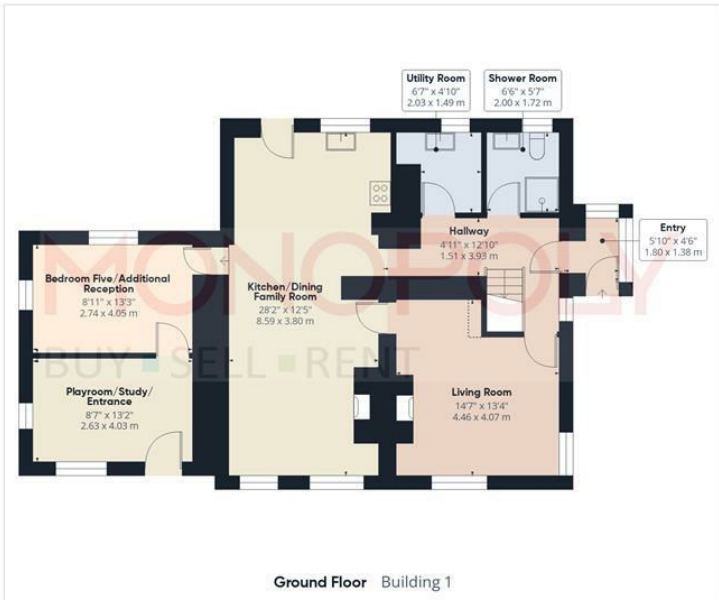 Utility Room
6'7" x 4'10"
2.03 x 1.49 m
Shower Room
6'6" x 5'7"
2.00 x 1.72 m
Hallway
4'11" x 12'10"
1.51 x 3.93 m
Entry
5'10" x 4'6"
1.80 x 1.38 m
Bedroom Five/Additional
Reception
8'11" x 13'3"
2.74 x 4.05 m
Kitchen/Dining
Family Room
28'2" x 12'5"
8.59 x 3.80 m
MONOPOLY
BUY SELL RENT
Playroom/Study/
Entrance
8'7" x 13'2"
2.63 x 4.03 m
Living Room
14'7" x 13'4"
4.46 x 4.07 m
Ground Floor Building 1